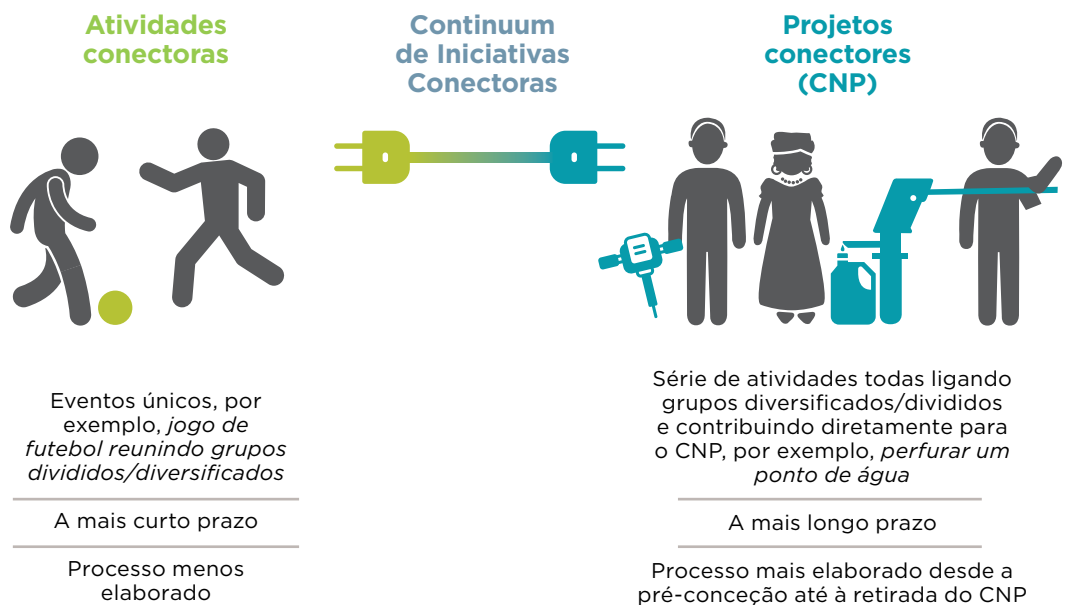 Atividades
conectoras
Continuum
de Iniciativas
Conectoras
Projetos
conectores
(CNP)
Eventos únicos, por
exemplo, jogo de
futebol reunindo grupos
divididos/diversificados
A mais curto prazo
Processo menos
elaborado
Série de atividades todas ligando
grupos diversificados/divididos
e contribuindo diretamente para
o CNP, por exemplo, perfurar um
ponto de água
A mais longo prazo
Processo mais elaborado desde a
pré-conceção até à retirada do CNP